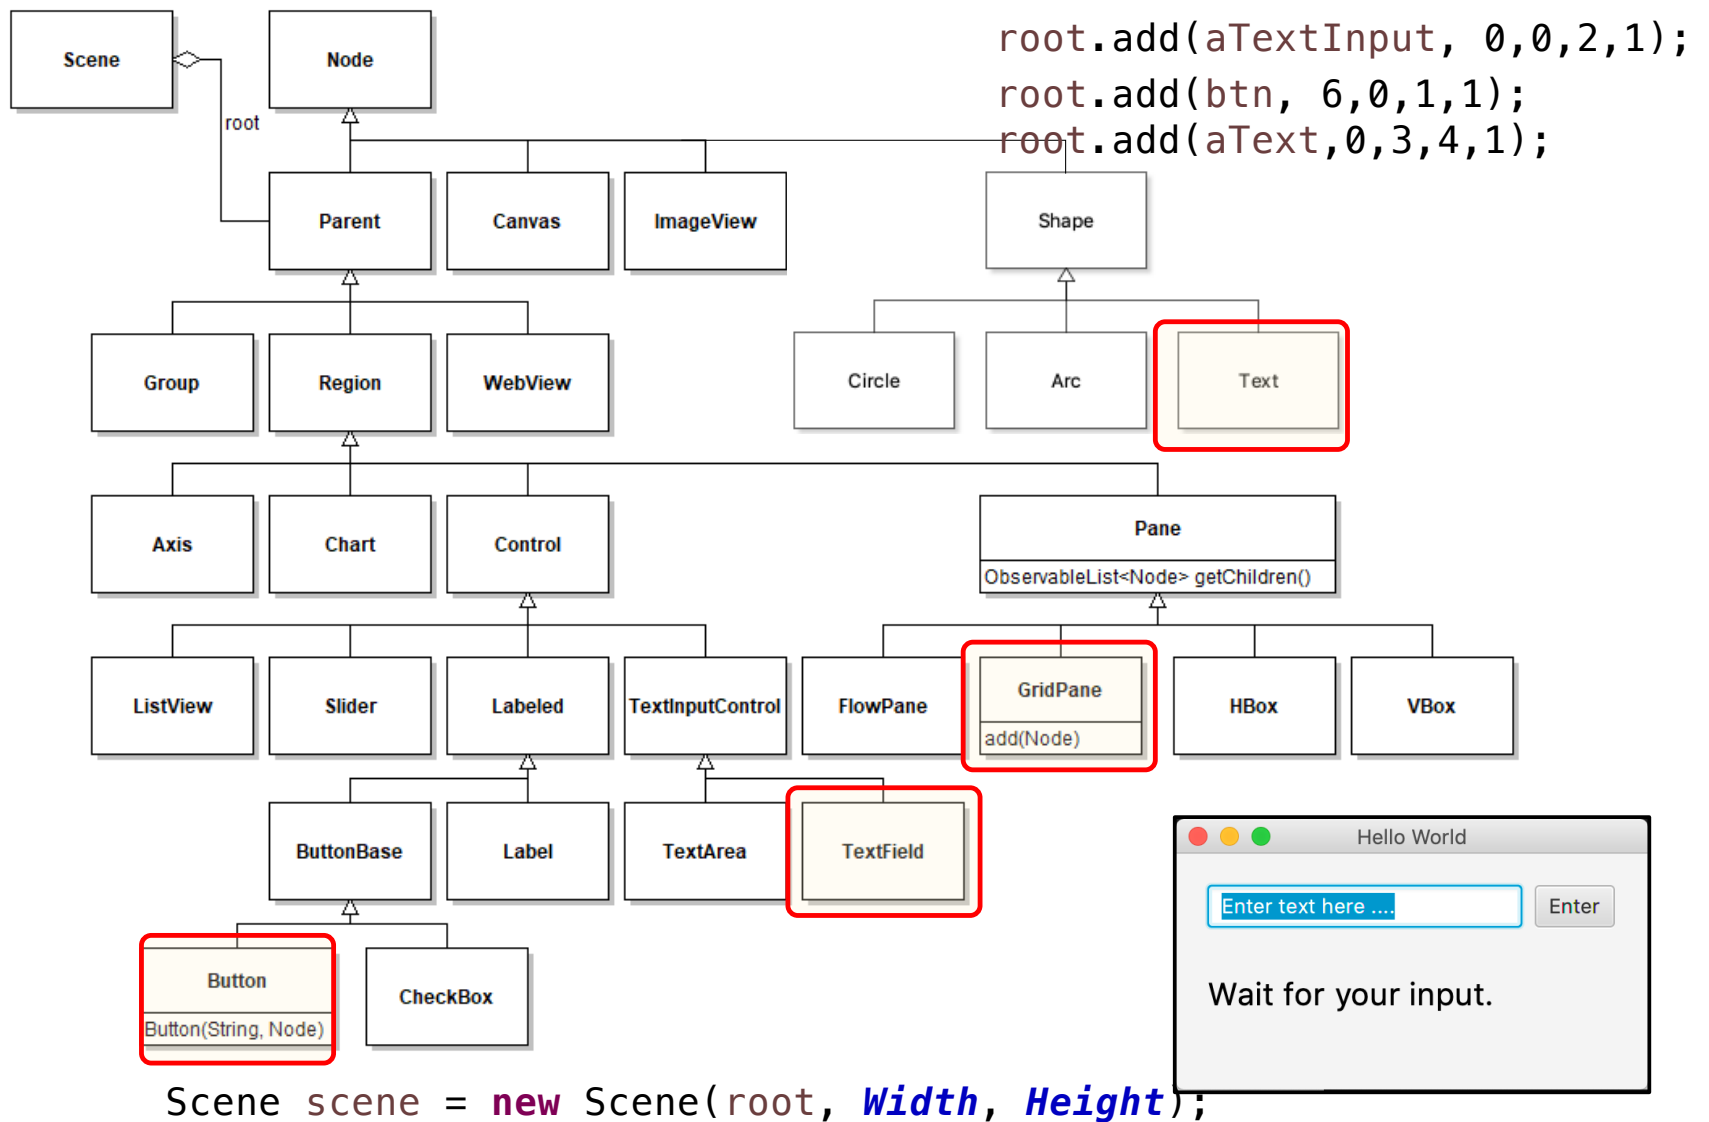 root.add(aTextInput, 0,0,2,1);
root.add(btn, 6,0,1,1);
root.add(aText,0,3,4,1);
Scene
Node
root
Parent
Canvas
ImageView
Shape
Group
Region
WebView
Circle
Arc
Text
Axis
Chart
Control
Pane
ObservableList<Node> getChildren()
ListView
Slider
Labeled
TextInputControl
FlowPane
GridPane
add(Node)
HBox
VBox
ButtonBase
Label
TextArea
TextField
Button
Button(String, Node)
CheckBox
Hello World
Enter text here ....
Enter
Wait for your input.
Scene scene = new Scene(root, Width, Height);